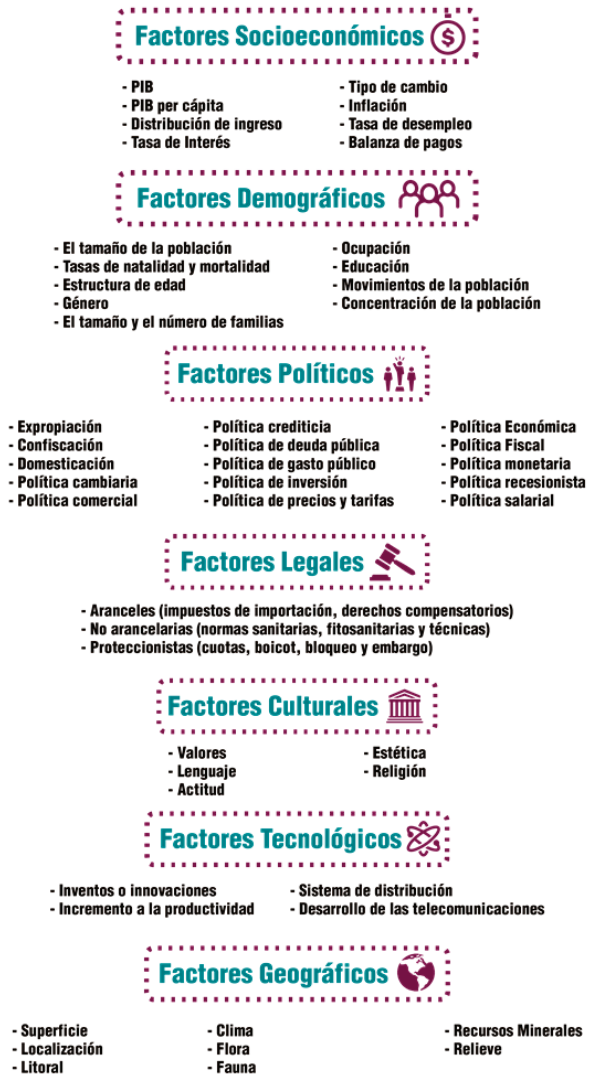 Factores Socioeconómicos $
- PIB
- PIB per cápita
- Distribución de ingreso
- Tasa de Interés
- Tipo de cambio
- Inflación
- Tasa de desempleo
- Balanza de pagos
Factores Demográficos
- El tamaño de la población
- Tasas de natalidad y mortalidad
- Estructura de edad
- Género
- El tamaño y el número de familias
- Ocupación
- Educación
- Movimientos de la población
- Concentración de la población
Factores Políticos
- Expropiación
- Confiscación
- Domesticación
- Política cambiaria
- Política comercial
- Política crediticia
- Política de deuda pública
- Política de gasto público
- Política de inversión
- Política de precios y tarifas
- Política Económica
- Política Fiscal
- Política monetaria
- Política recesionista
- Política salarial
Factores Legales
- Aranceles (impuestos de importación, derechos compensatorios)
- No arancelarias (normas sanitarias, fitosanitarias y técnicas)
- Proteccionistas (cuotas, boicot, bloqueo y embargo)
Factores Culturales
- Valores
- Lenguaje
- Actitud
- Estética
- Religión
Factores Tecnológicos
- Inventos o innovaciones
- Incremento a la productividad
- Sistema de distribución
- Desarrollo de las telecomunicaciones
Factores Geográficos
- Superficie
- Localización
- Litoral
- Clima
- Flora
- Fauna
- Recursos Minerales
- Relieve